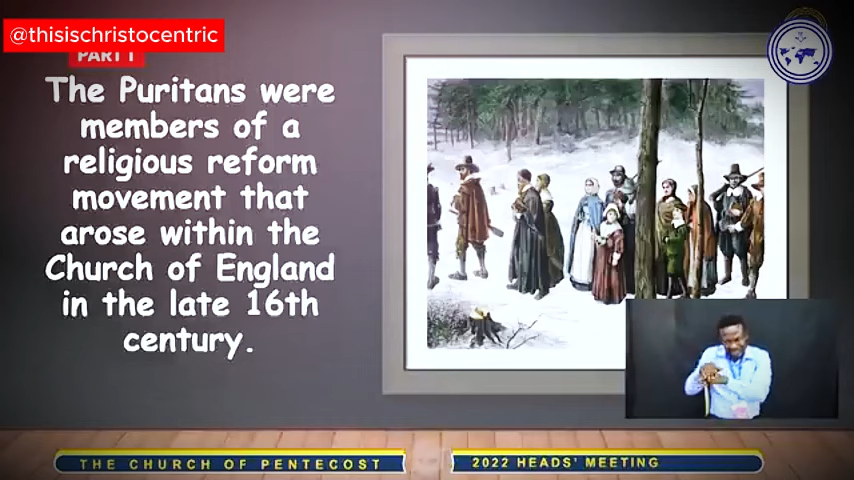 @thisischristocentric
PART 1
The Puritans were
members of a
religious reform
movement that
arose within the
Church of England
in the late 16th
century.
THE CHURCH OF PENTECOST
2022 HEADS' MEETING